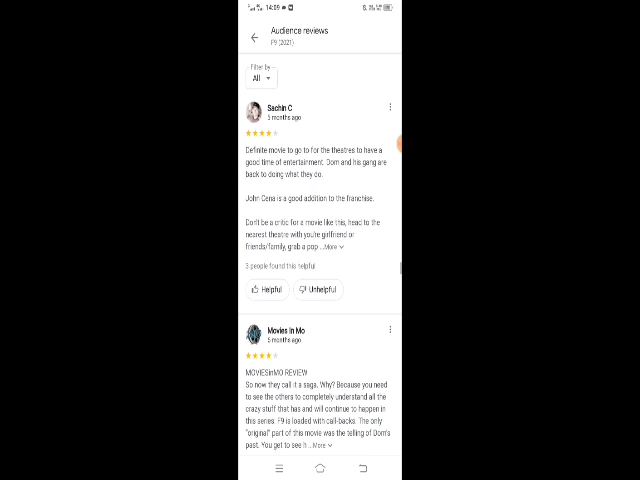 14:09
Audience reviews
F9 (2021)
Filter by
All
Sachin C
5 months ago
Definite movie to go to for the theatres to have a
good time of entertainment. Dom and his gang are
back to doing what they do.
John Cena is a good addition to the franchise.
Don't be a critic for a movie like this, head to the
nearest theatre with you're girlfriend or
friends/family, grab a pop ...More
3 people found this helpful
Helpful
Unhelpful
Movies In Mo
5 months ago
MOVIESinMO REVIEW
So now they call it a saga. Why? Because you need
to see the others to completely understand all the
crazy stuff that has and will continue to happen in
this series. F9 is loaded with call-backs. The only
"original" part of this movie was the telling of Dom's
past. You get to see h ... More